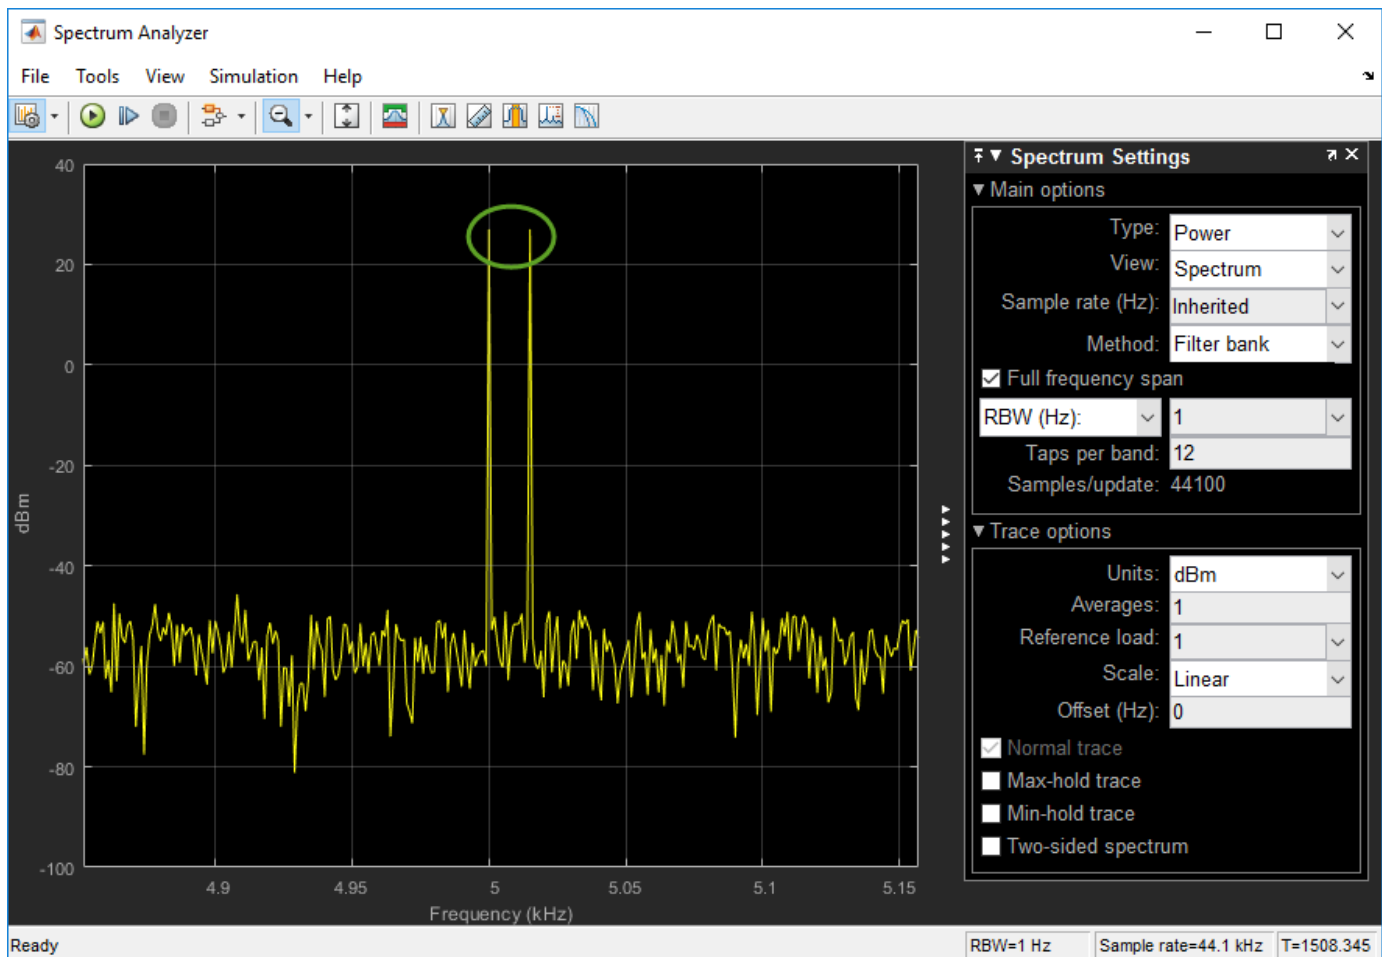 Spectrum Analyzer
File Tools View Simulation Help
40
20
0
-20
-40
-60
-80
-100
dBm
4.9 4.95 5 5.05 5.1 5.15
Frequency (kHz)
Spectrum Settings
Main options
Type: Power
View: Spectrum
Sample rate (Hz): Inherited
Method: Filter bank
Full frequency span
RBW (Hz): 1
Taps per band: 12
Samples/update: 44100
Trace options
Units: dBm
Averages: 1
Reference load: 1
Scale: Linear
Offset (Hz): 0
Normal trace
Max-hold trace
Min-hold trace
Two-sided spectrum
Ready RBW=1 Hz Sample rate=44.1 kHz T=1508.345